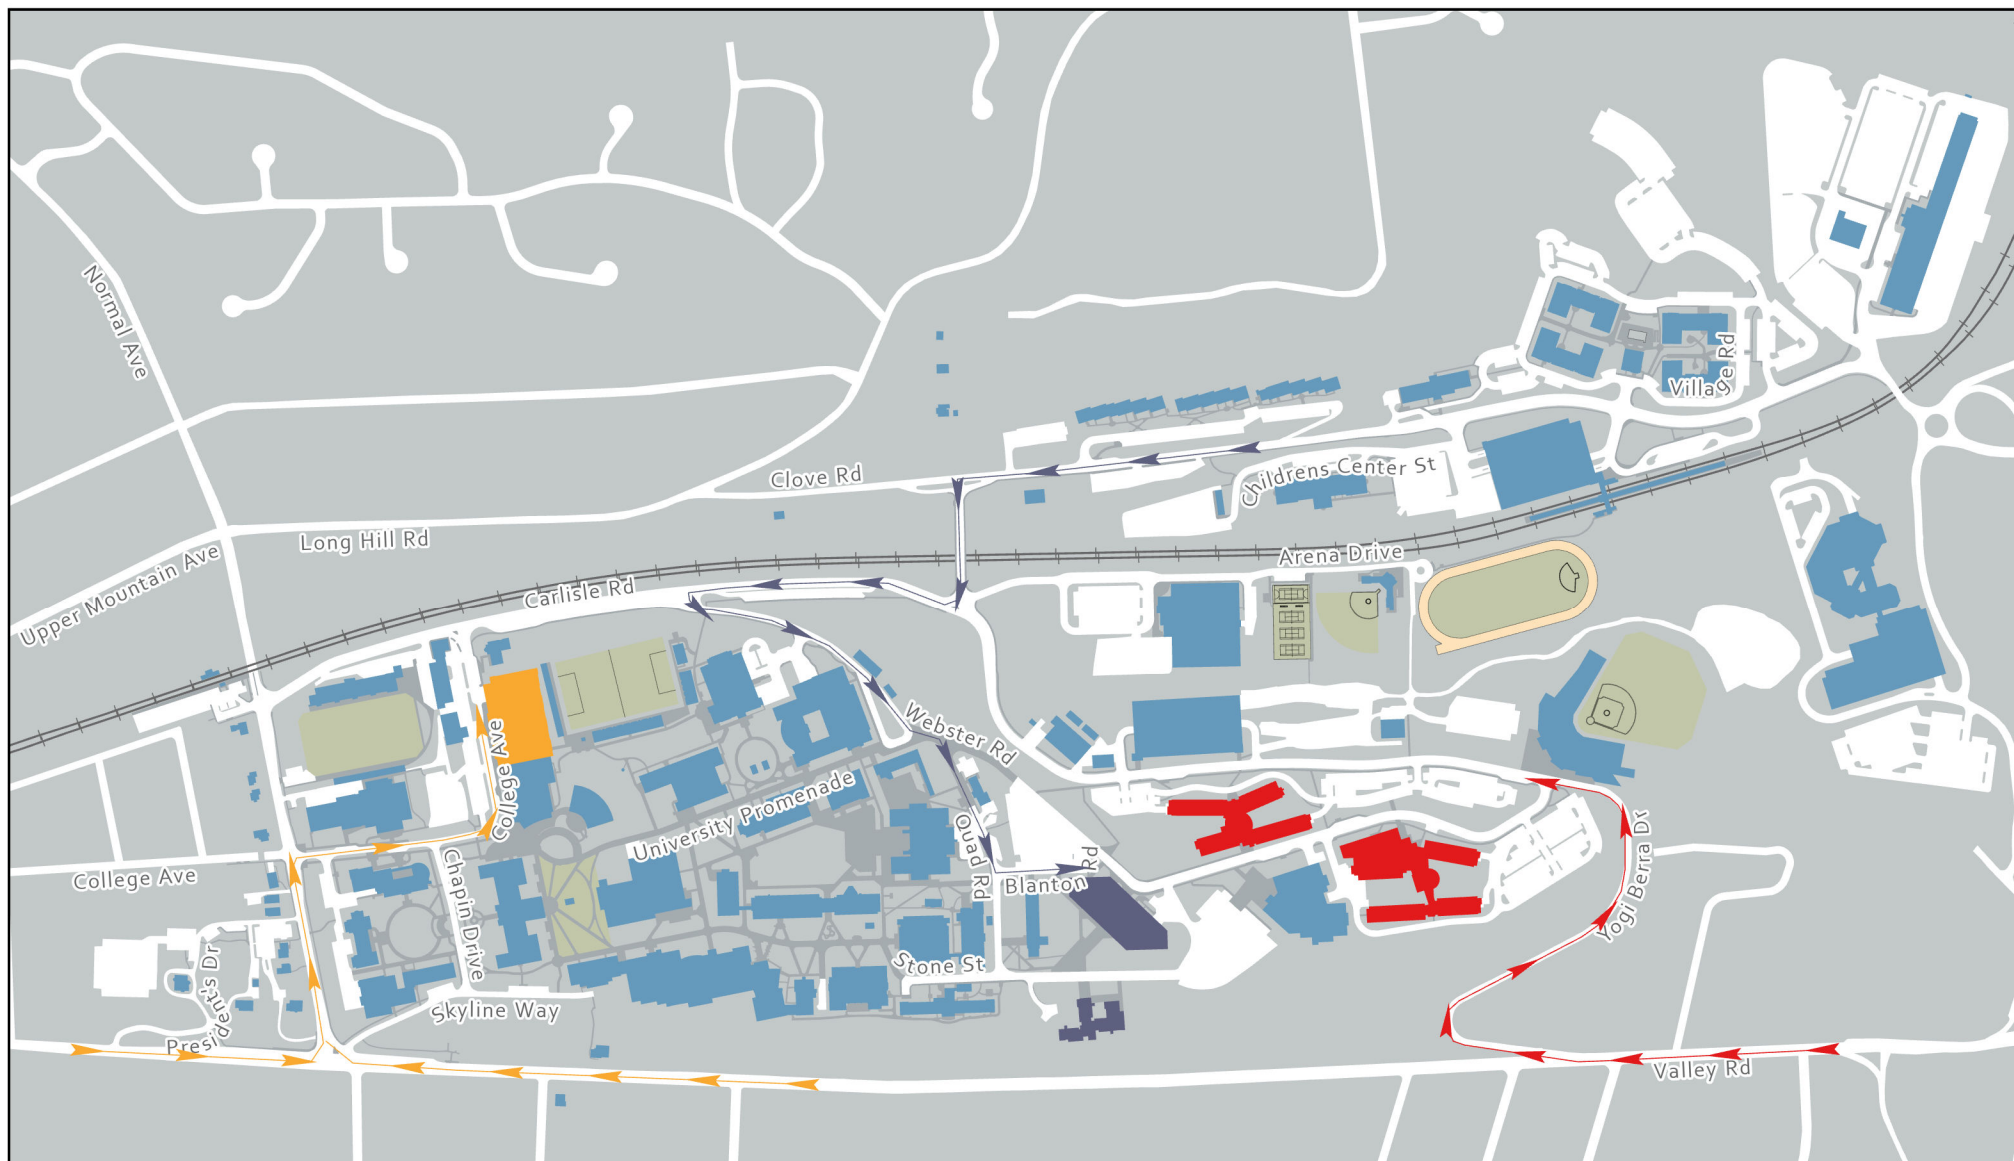 Normal Ave
Village Rd
Clove Rd
Childrens Center St
Long Hill Rd
Arena Drive
Upper Mountain Ave
Carlisle Rd
Webster Rd
College Ave
University Promenade
Quad Rd
Yogi Berra Dr
College Ave
Chapin Drive
Blanton Rd
Stone St
President's Dr
Skyline Way
Valley Rd